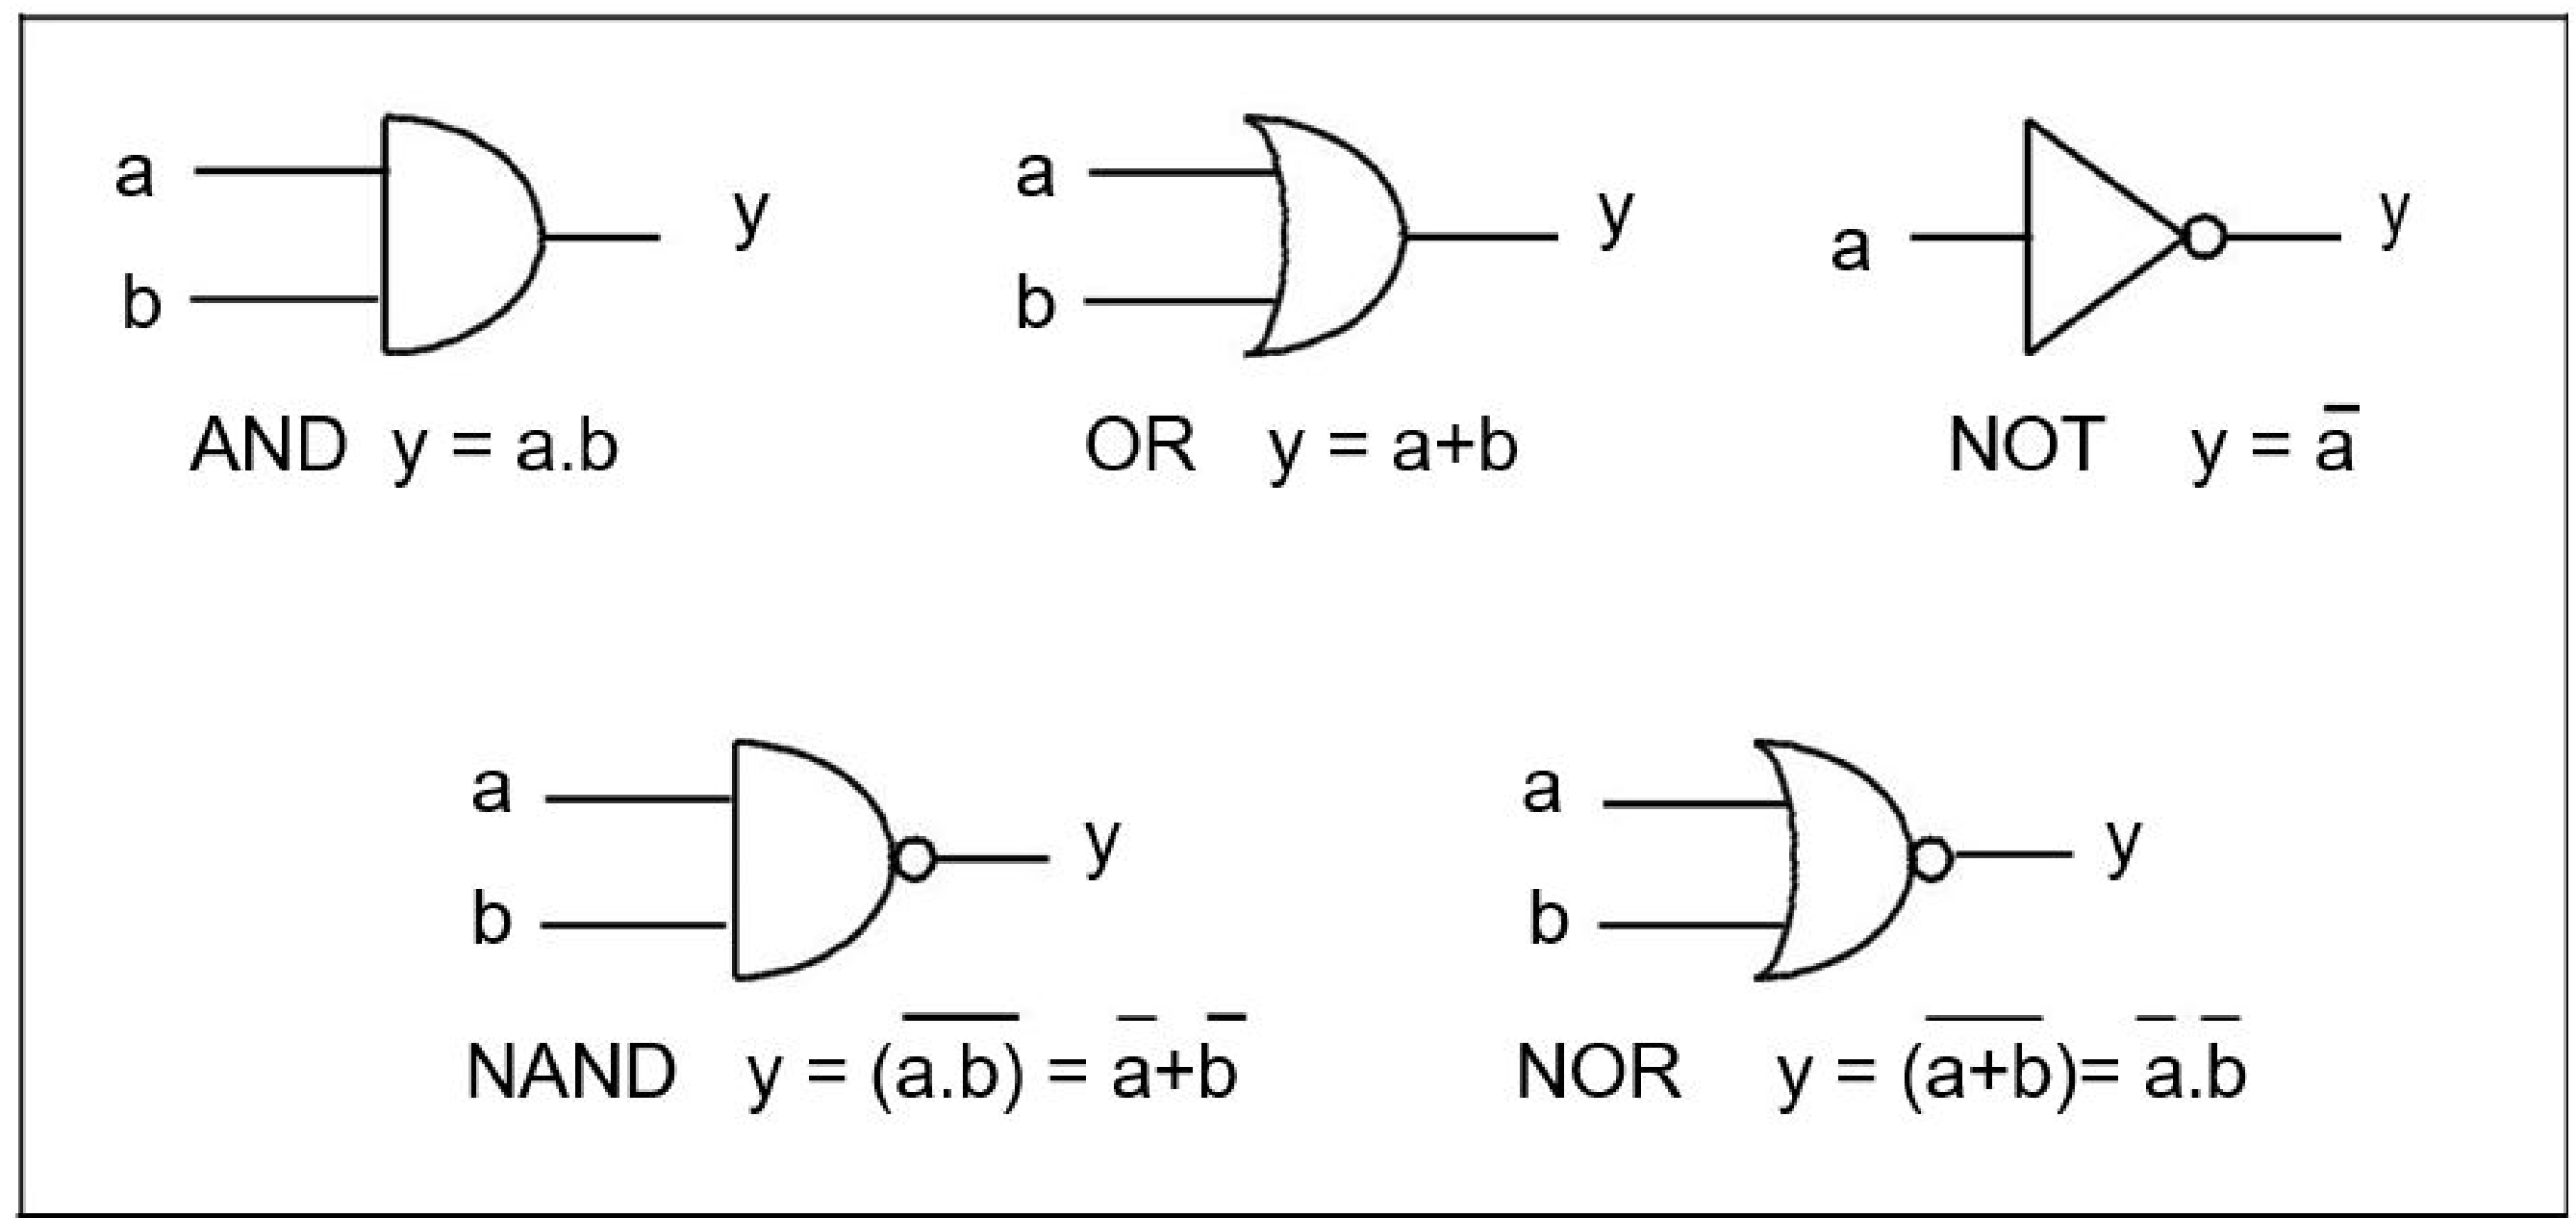 a
b
y
AND y = a.b
a
b
y
OR y = a+b
a
y
NOT y = a̅
a
b
y
NAND y = (a̅.̅b̅) = a̅+b̅
a
b
y
NOR y = (a̅+̅b̅)= a̅.b̅